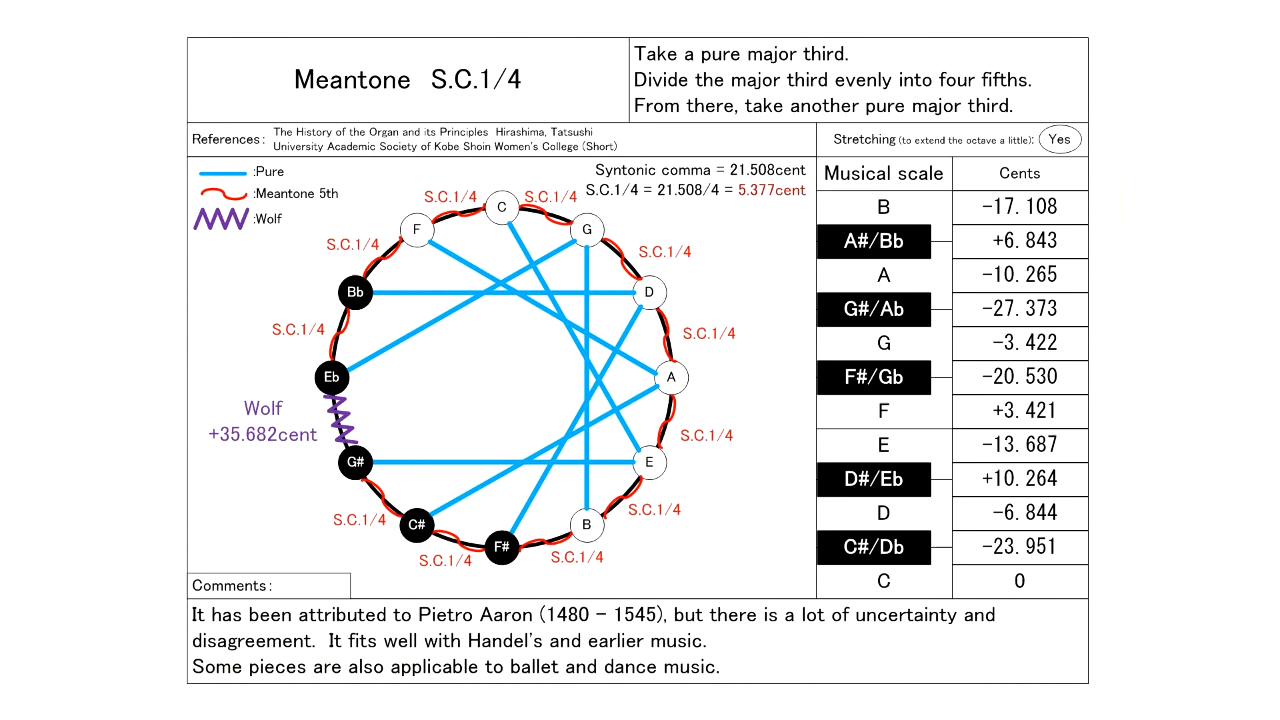 Meantone S.C.1/4
Take a pure major third.
Divide the major third evenly into four fifths.
From there, take another pure major third.
References: The History of the Organ and its Principles Hirashima, Tatsushi
University Academic Society of Kobe Shoin Women's College (Short)
Stretching (to extend the octave a little): Yes
:Pure
:Meantone 5th
:Wolf
Syntonic comma = 21.508cent
S.C.1/4 = 21.508/4 = 5.377cent
S.C.1/4
S.C.1/4
S.C.1/4
S.C.1/4
S.C.1/4
S.C.1/4
S.C.1/4
S.C.1/4
S.C.1/4
S.C.1/4
S.C.1/4
C
G
D
A
E
B
F#
C#
G#
Eb
Bb
F
Wolf
+35.682cent
Musical scale Cents
B -17.108
A#/Bb +6.843
A -10.265
G#/Ab -27.373
G -3.422
F#/Gb -20.530
F +3.421
E -13.687
D#/Eb +10.264
D -6.844
C#/Db -23.951
C 0
Comments:
It has been attributed to Pietro Aaron (1480 - 1545), but there is a lot of uncertainty and
disagreement. It fits well with Handel's and earlier music.
Some pieces are also applicable to ballet and dance music.